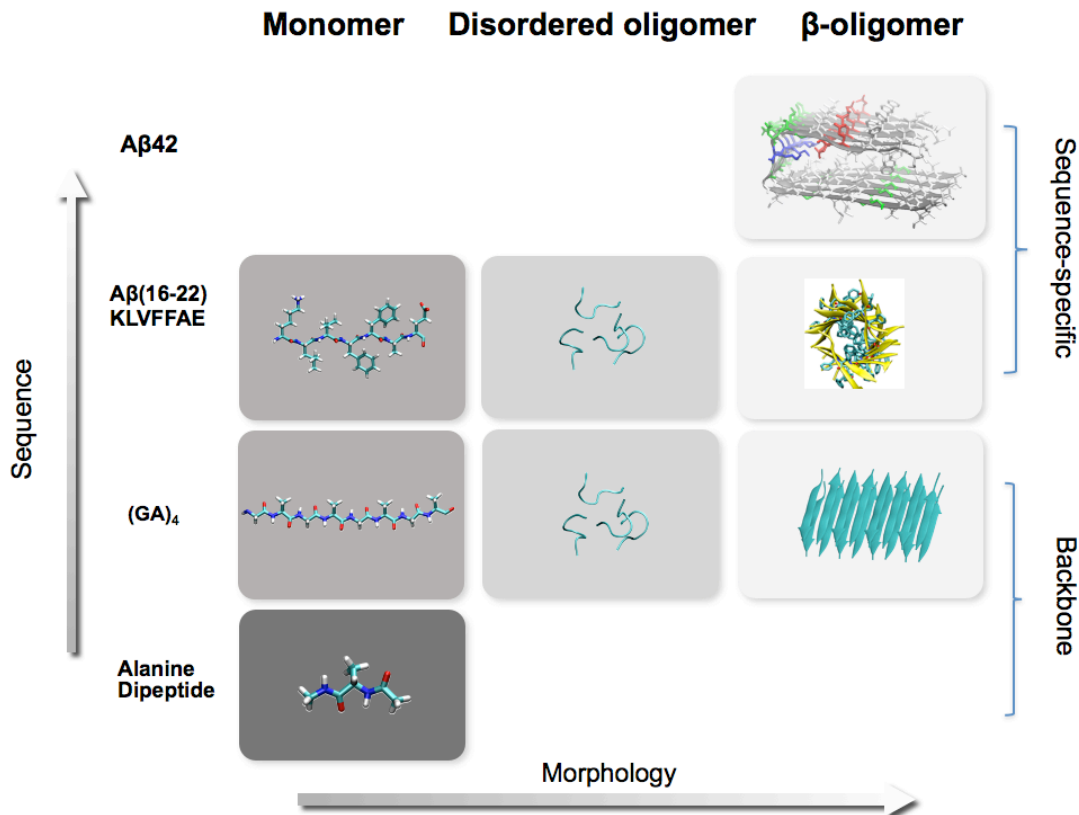 Monomer Disordered oligomer β-oligomer
Aβ42
Aβ(16-22)
KLVFFAE
(GA)₄
Alanine
Dipeptide
Sequence
Morphology
Sequence-specific
Backbone